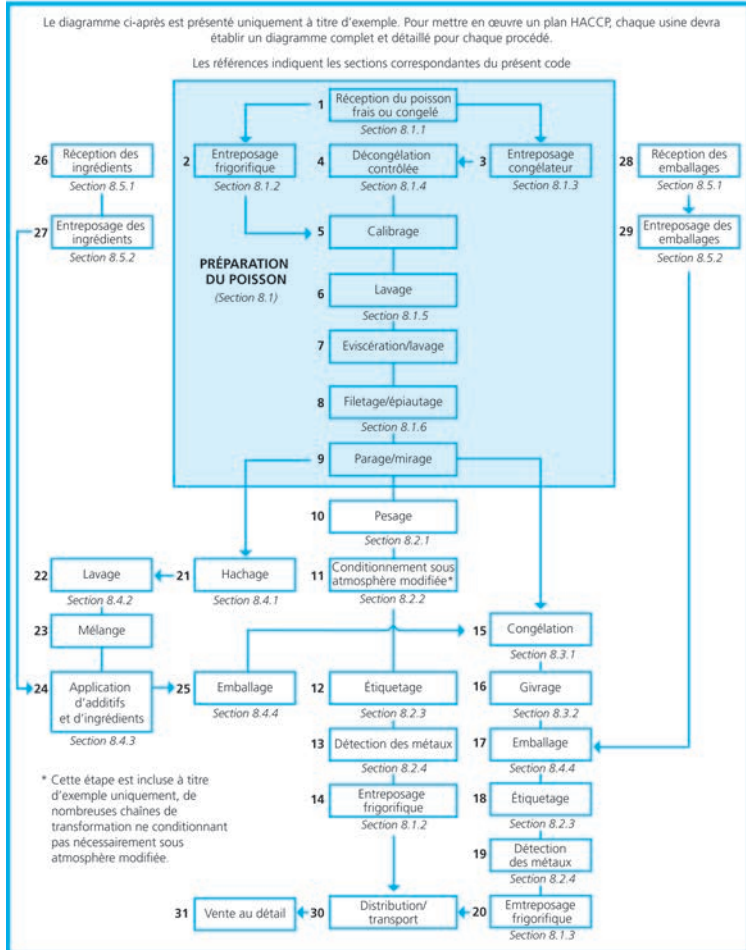 Le diagramme ci-après est présenté uniquement à titre d'exemple. Pour mettre en œuvre un plan HACCP, chaque usine devra
établir un diagramme complet et détaillé pour chaque procédé.
Les références indiquent les sections correspondantes du présent code
1 Réception du poisson
frais ou congelé
Section 8.1.1
26 Réception des
ingrédients
Section 8.5.1
2 Entreposage
frigorifique
Section 8.1.2
4 Décongélation
contrôlée
Section 8.1.4
3 Entreposage
congélateur
Section 8.1.3
28 Réception des
emballages
Section 8.5.1
27 Entreposage des
ingrédients
Section 8.5.2
5 Calibrage
29 Entreposage des
emballages
Section 8.5.2
PRÉPARATION
DU POISSON
(Section 8.1)
6 Lavage
Section 8.1.5
7 Eviscération/lavage
8 Filetage/épiautage
Section 8.1.6
9 Parage/mirage
10 Pesage
Section 8.2.1
22 Lavage
Section 8.4.2
21 Hachage
Section 8.4.1
11 Conditionnement sous
atmosphère modifiée*
Section 8.2.2
23 Mélange
15 Congélation
Section 8.3.1
24 Application
d'additifs
et d'ingrédients
Section 8.4.3
25 Emballage
Section 8.4.4
12 Étiquetage
Section 8.2.3
16 Givrage
Section 8.3.2
13 Détection des métaux
Section 8.2.4
17 Emballage
Section 8.4.4
* Cette étape est incluse à titre
d'exemple uniquement, de
nombreuses chaînes de
transformation ne conditionnant
pas nécessairement sous
atmosphère modifiée.
14 Entreposage
frigorifique
Section 8.1.2
18 Étiquetage
Section 8.2.3
19 Détection
des métaux
Section 8.2.4
31 Vente au détail
30 Distribution/
transport
20 Emtreposage
frigorifique
Section 8.1.3